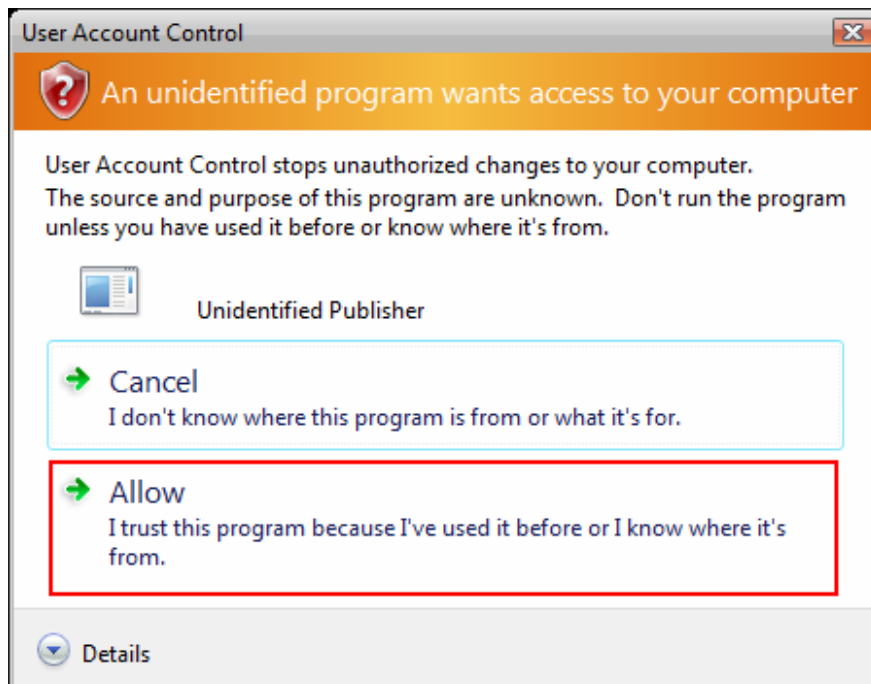 User Account Control
An unidentified program wants access to your computer
User Account Control stops unauthorized changes to your computer.
The source and purpose of this program are unknown.  Don't run the program
unless you have used it before or know where it's from.
Unidentified Publisher
Cancel
I don't know where this program is from or what it's for.
Allow
I trust this program because I've used it before or I know where it's
from.
Details